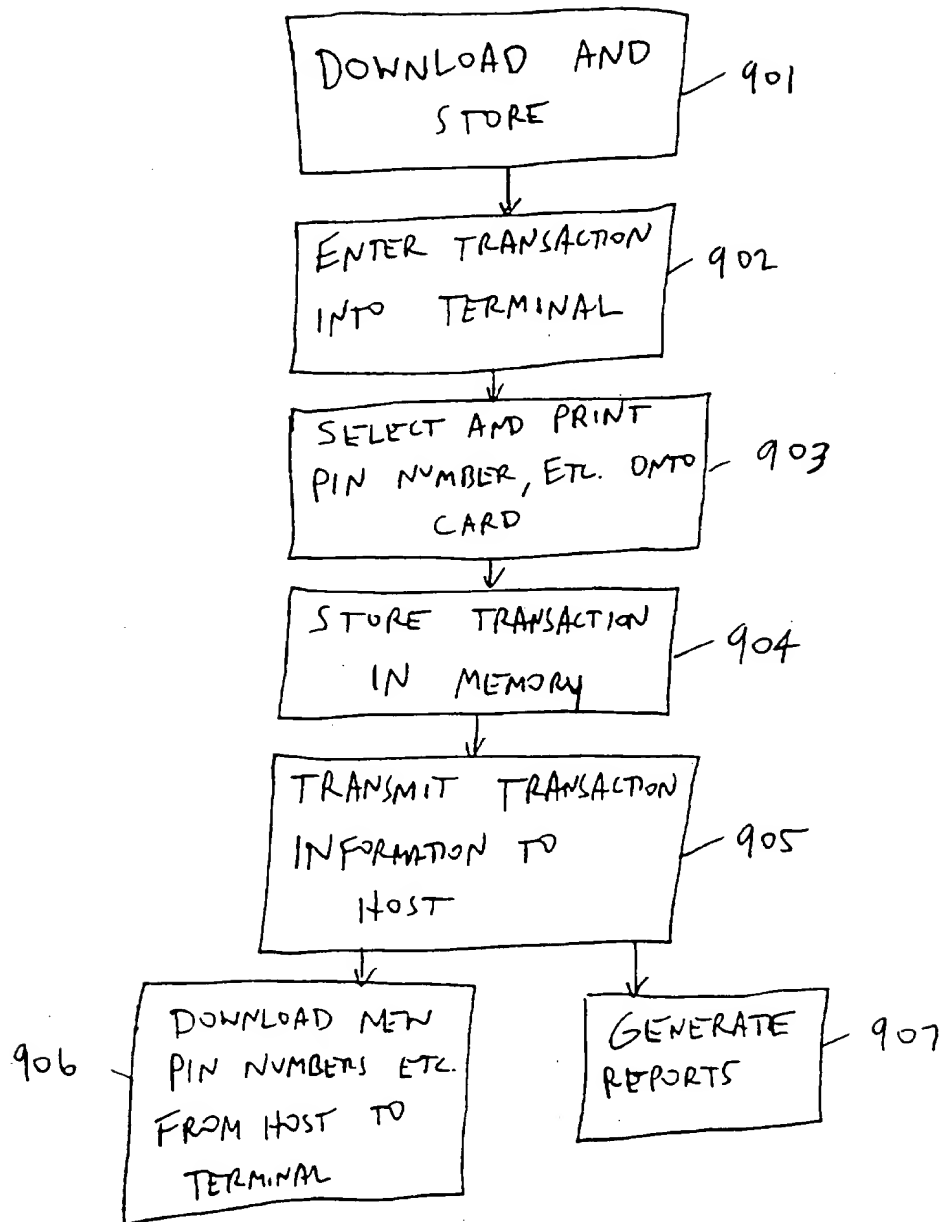 DOWNLOAD AND
STORE
901
ENTER TRANSACTION
INTO TERMINAL
902
SELECT AND PRINT
PIN NUMBER, ETC. ONTO
CARD
903
STORE TRANSACTION
IN MEMORY
904
TRANSMIT TRANSACTION
INFORMATION TO
HOST
905
DOWNLOAD NEW
PIN NUMBERS ETC.
FROM HOST TO
TERMINAL
906
GENERATE
REPORTS
907